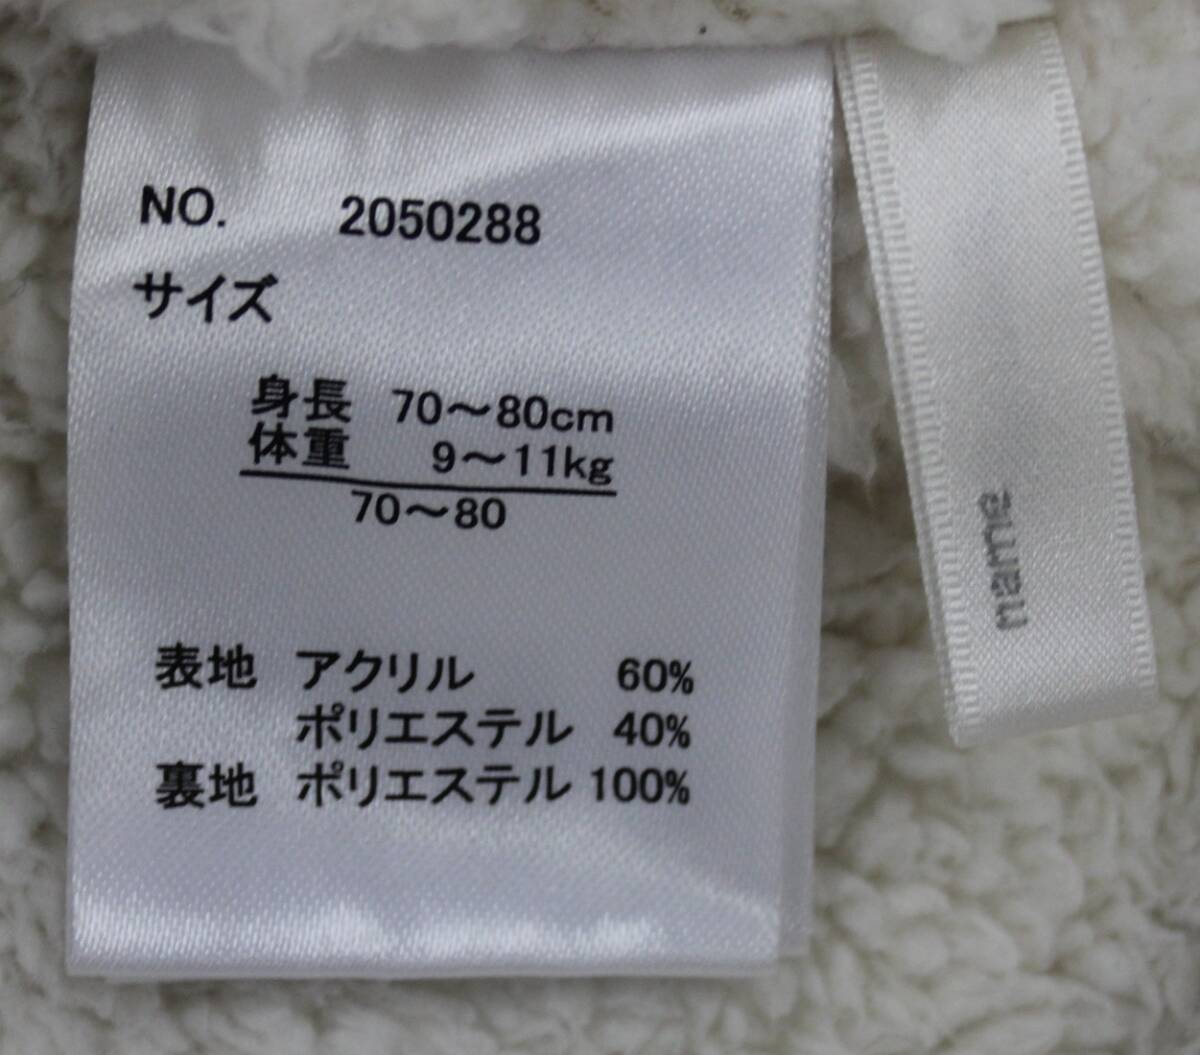 NO. 2050288
サイズ
身長 70～80cm
体重 9～11kg
70～80
表地 アクリル 60%
ポリエステル 40%
裏地 ポリエステル 100%
name